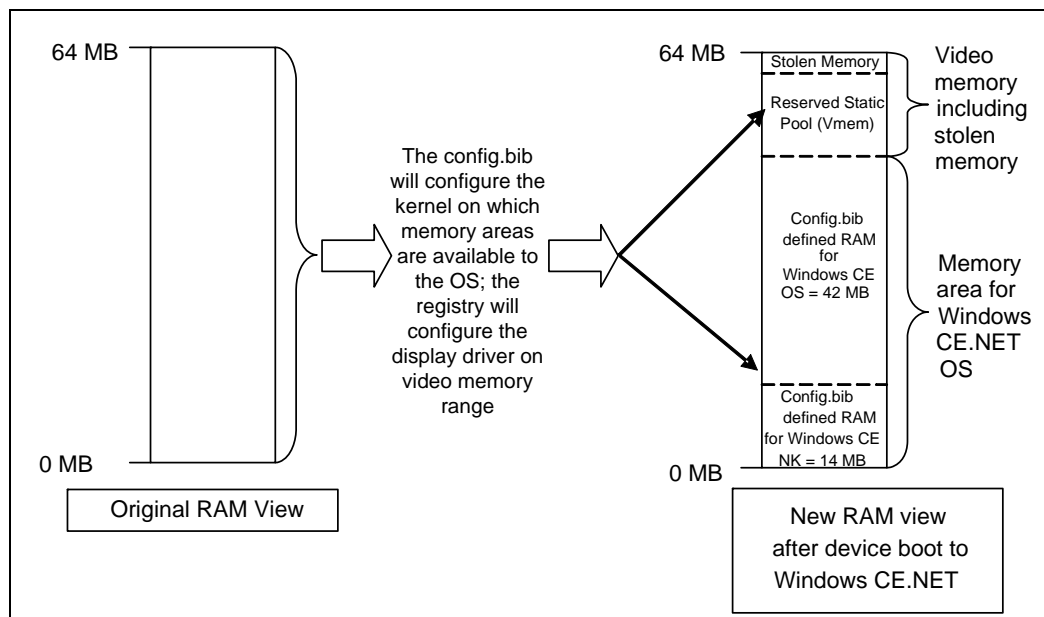 64 MB
0 MB
Original RAM View
The config.bib
will configure the
kernel on which
memory areas
are available to
the OS; the
registry will
configure the
display driver on
video memory
range
64 MB
Stolen Memory
Reserved Static
Pool (Vmem)
Config.bib
defined RAM
for
Windows CE
OS = 42 MB
Config.bib
defined RAM
for Windows CE
NK = 14 MB
0 MB
Video
memory
including
stolen
memory
Memory
area for
Windows
CE.NET
OS
New RAM view
after device boot to
Windows CE.NET